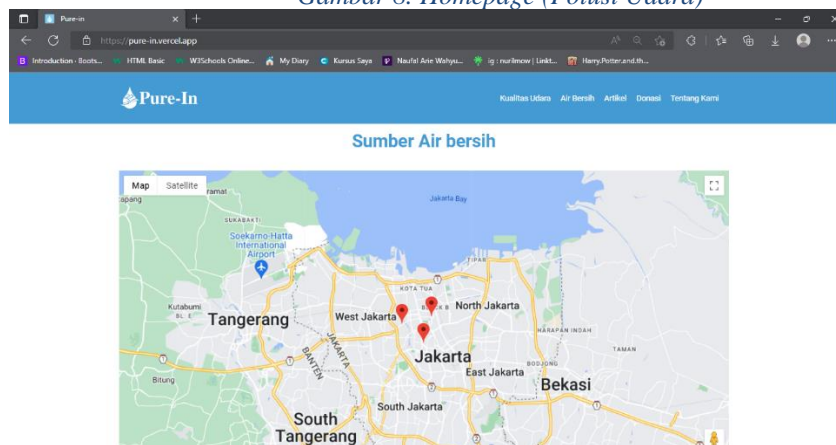 Gambar 8. Homepage (Polusi Udara)
Pure-in
https://pure-in.vercel.app
Introduction · Boots... HTML Basic W3Schools Online... My Diary Kursus Saya Naufal Arie Wahyu... ig : nurilmow | Linkt... Harry.Potter.and.th...
Pure-In
Kualitas Udara Air Bersih Artikel Donasi Tentang Kami
Sumber Air bersih
Map Satellite
Jakarta Bay
SUKABAKTI
Soekarno-Hatta
International
Airport
KOTA TUA
Kutabumi
Tangerang
West Jakarta
North Jakarta
HARAPAN INDAH
TAMAN
JAKARTA
BANTEN
Jakarta
East Jakarta
Bekasi
Bitung
South Jakarta
South
Tangerang